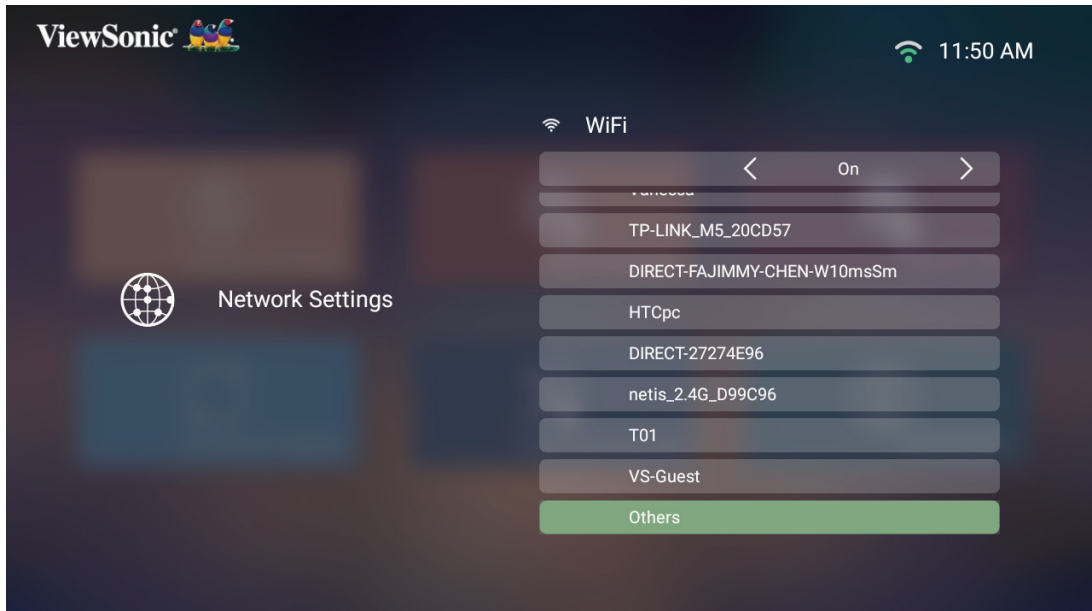 ViewSonic
11:50 AM
WiFi
On
Vanessa
TP-LINK_M5_20CD57
DIRECT-FAJIMMY-CHEN-W10msSm
Network Settings
HTCpc
DIRECT-27274E96
netis_2.4G_D99C96
T01
VS-Guest
Others